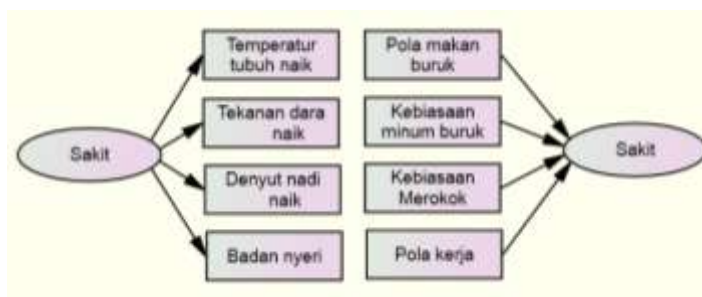 Temperatur
tubuh naik
Tekanan dara
naik
Sakit
Denyut nadi
naik
Badan nyeri
Pola makan
buruk
Kebiasaan
minum buruk
Kebiasaan
Merokok
Pola kerja
Sakit